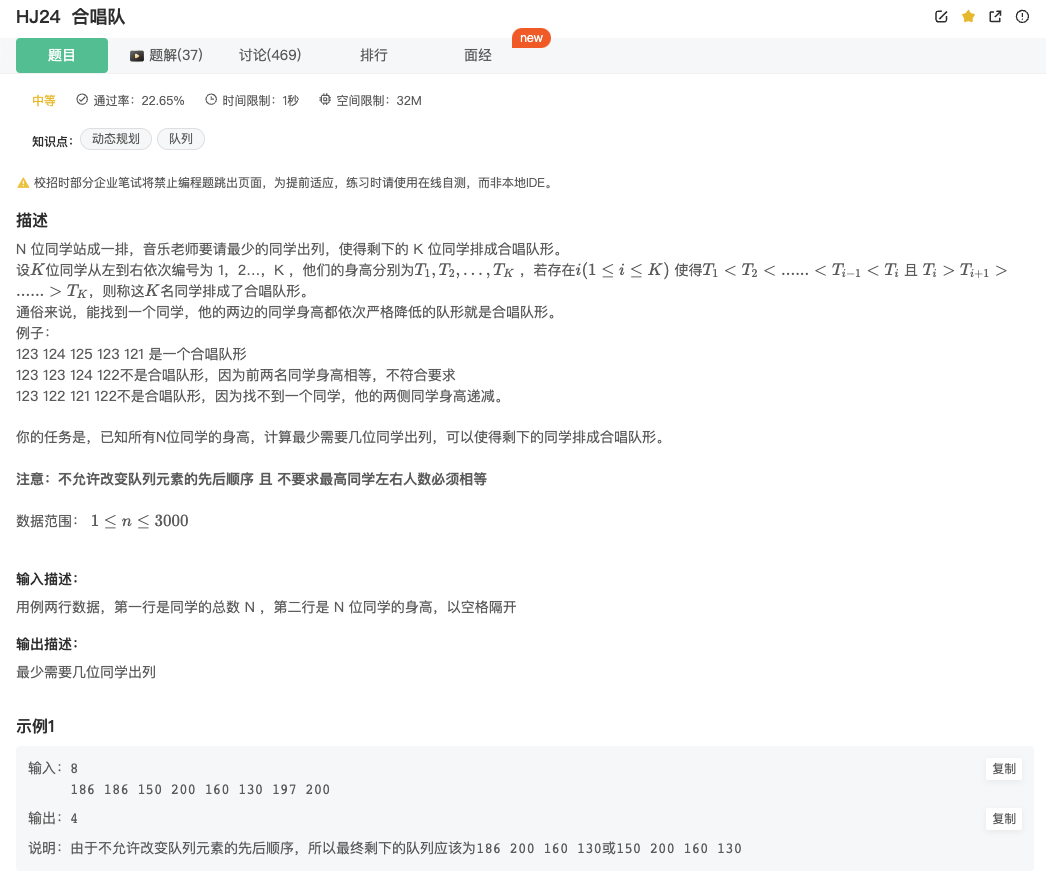 HJ24 合唱队
new
题目 题解(37) 讨论(469) 排行 面经
中等 通过率：22.65% 时间限制：1秒 空间限制：32M
知识点： 动态规划 队列
校招时部分企业笔试将禁止编程题跳出页面，为提前适应，练习时请使用在线自测，而非本地IDE。
描述
N 位同学站成一排，音乐老师要请最少的同学出列，使得剩下的 K 位同学排成合唱队形。
设K位同学从左到右依次编号为 1，2…，K ，他们的身高分别为T₁,T₂,…,T_K ，若存在i(1≤i≤K) 使得T₁<T₂<......<T_{i−1}<T_i 且 T_i>T_{i+1}>
......>T_K，则称这K名同学排成了合唱队形。
通俗来说，能找到一个同学，他的两边的同学身高都依次严格降低的队形就是合唱队形。
例子：
123 124 125 123 121 是一个合唱队形
123 123 124 122不是合唱队形，因为前两名同学身高相等，不符合要求
123 122 121 122不是合唱队形，因为找不到一个同学，他的两侧同学身高递减。
你的任务是，已知所有N位同学的身高，计算最少需要几位同学出列，可以使得剩下的同学排成合唱队形。
注意：不允许改变队列元素的先后顺序 且 不要求最高同学左右人数必须相等
数据范围： 1≤n≤3000
输入描述：
用例两行数据，第一行是同学的总数 N ，第二行是 N 位同学的身高，以空格隔开
输出描述：
最少需要几位同学出列
示例1
输入： 8 复制
186 186 150 200 160 130 197 200
输出： 4 复制
说明： 由于不允许改变队列元素的先后顺序，所以最终剩下的队列应该为186 200 160 130或150 200 160 130